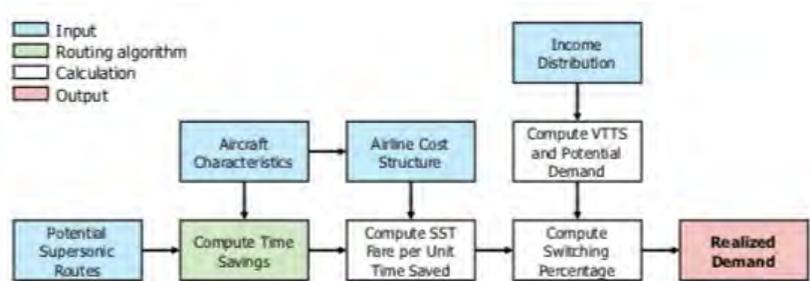 Input
Routing algorithm
Calculation
Output
Income
Distribution
Aircraft
Characteristics
Airline Cost
Structure
Compute VTTS
and Potential
Demand
Potential
Supersonic
Routes
Compute Time
Savings
Compute SST
Fare per Unit
Time Saved
Compute
Switching
Percentage
Realized
Demand